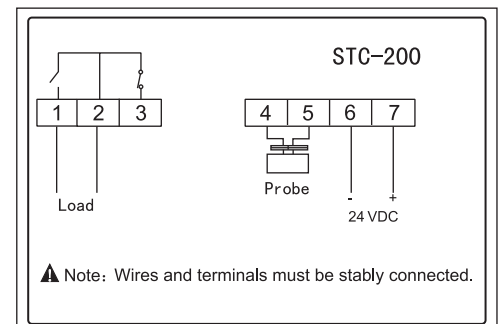 STC-200
1 2 3 4 5 6 7
Load
Probe
- +
24 VDC
Note: Wires and terminals must be stably connected.